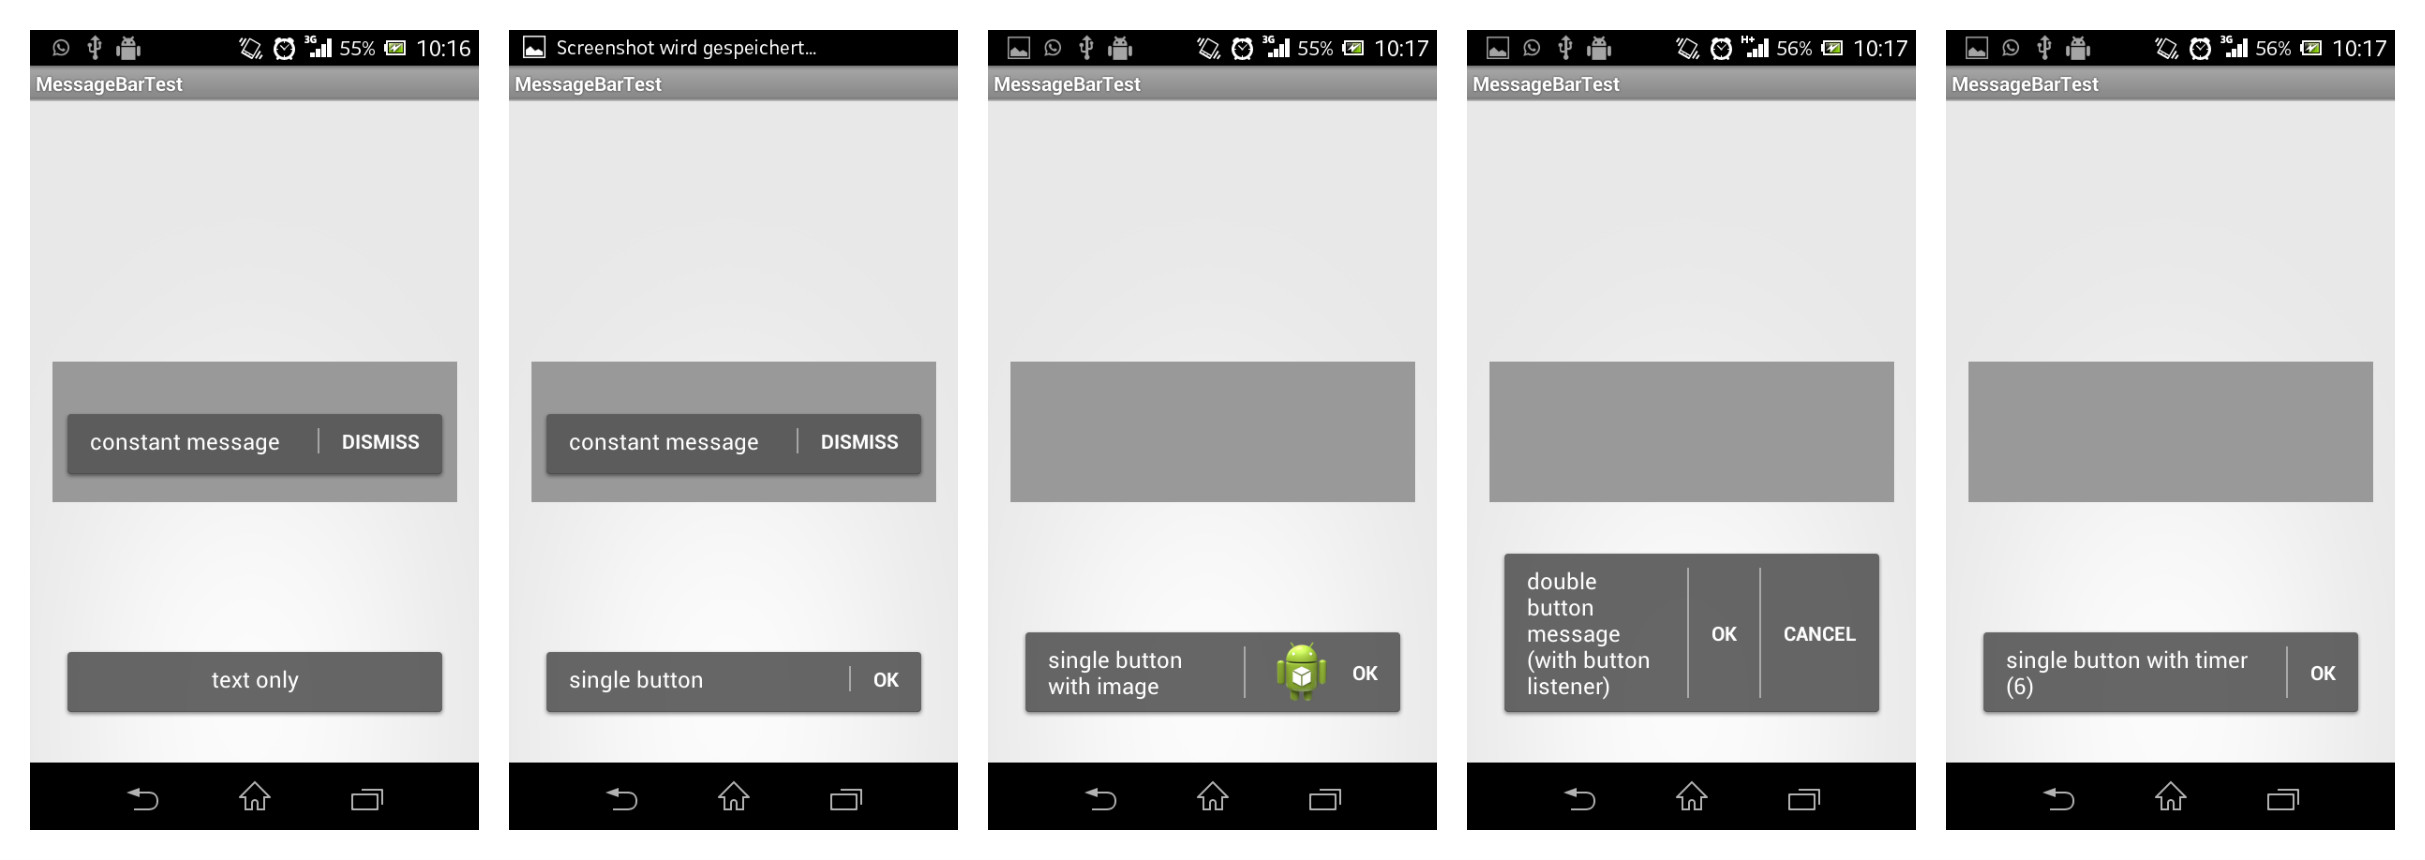 3G 55% 10:16
MessageBarTest
constant message DISMISS
text only
Screenshot wird gespeichert...
MessageBarTest
constant message DISMISS
single button OK
3G 55% 10:17
MessageBarTest
single button
with image
OK
H+ 56% 10:17
MessageBarTest
double
button
message
(with button
listener)
OK
CANCEL
3G 56% 10:17
MessageBarTest
single button with timer
(6)
OK